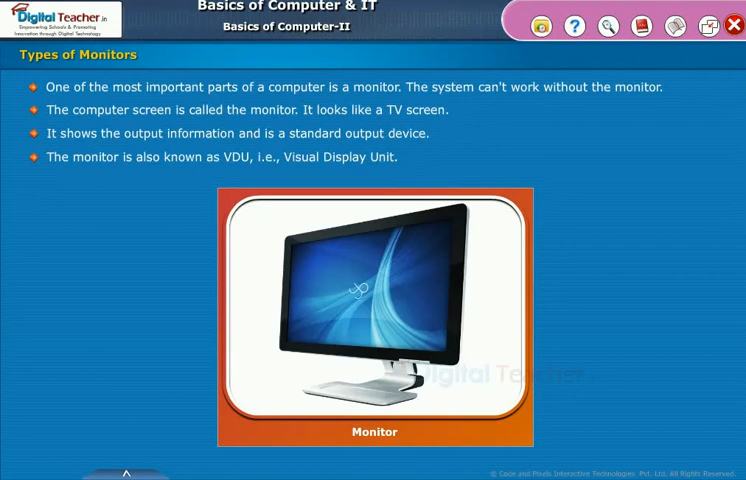 Digital Teacher.in
Empowering Schools & Promoting
Innovation through Digital Technology
Basics of Computer & IT
Basics of Computer-II
Types of Monitors
One of the most important parts of a computer is a monitor. The system can't work without the monitor.
The computer screen is called the monitor. It looks like a TV screen.
It shows the output information and is a standard output device.
The monitor is also known as VDU, i.e., Visual Display Unit.
Digital Teacher
Monitor
© Code and Pixels Interactive Technologies Pvt. Ltd. All Rights Reserved.